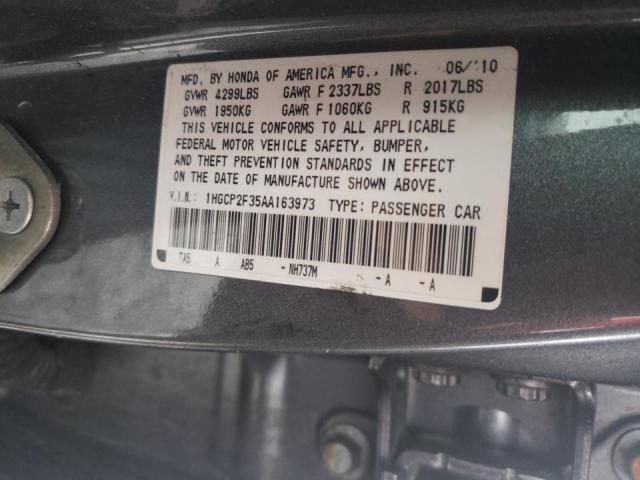 MFD. BY HONDA OF AMERICA MFG., INC. 06/'10
GVWR 4299LBS GAWR F 2337LBS R 2017LBS
GVWR 1950KG GAWR F 1060KG R 915KG
THIS VEHICLE CONFORMS TO ALL APPLICABLE
FEDERAL MOTOR VEHICLE SAFETY, BUMPER,
AND THEFT PREVENTION STANDARDS IN EFFECT
ON THE DATE OF MANUFACTURE SHOWN ABOVE.
V.I.N.: 1HGCP2F35AA163973 TYPE: PASSENGER CAR
TA5 A AB5 - NH737M - A - A